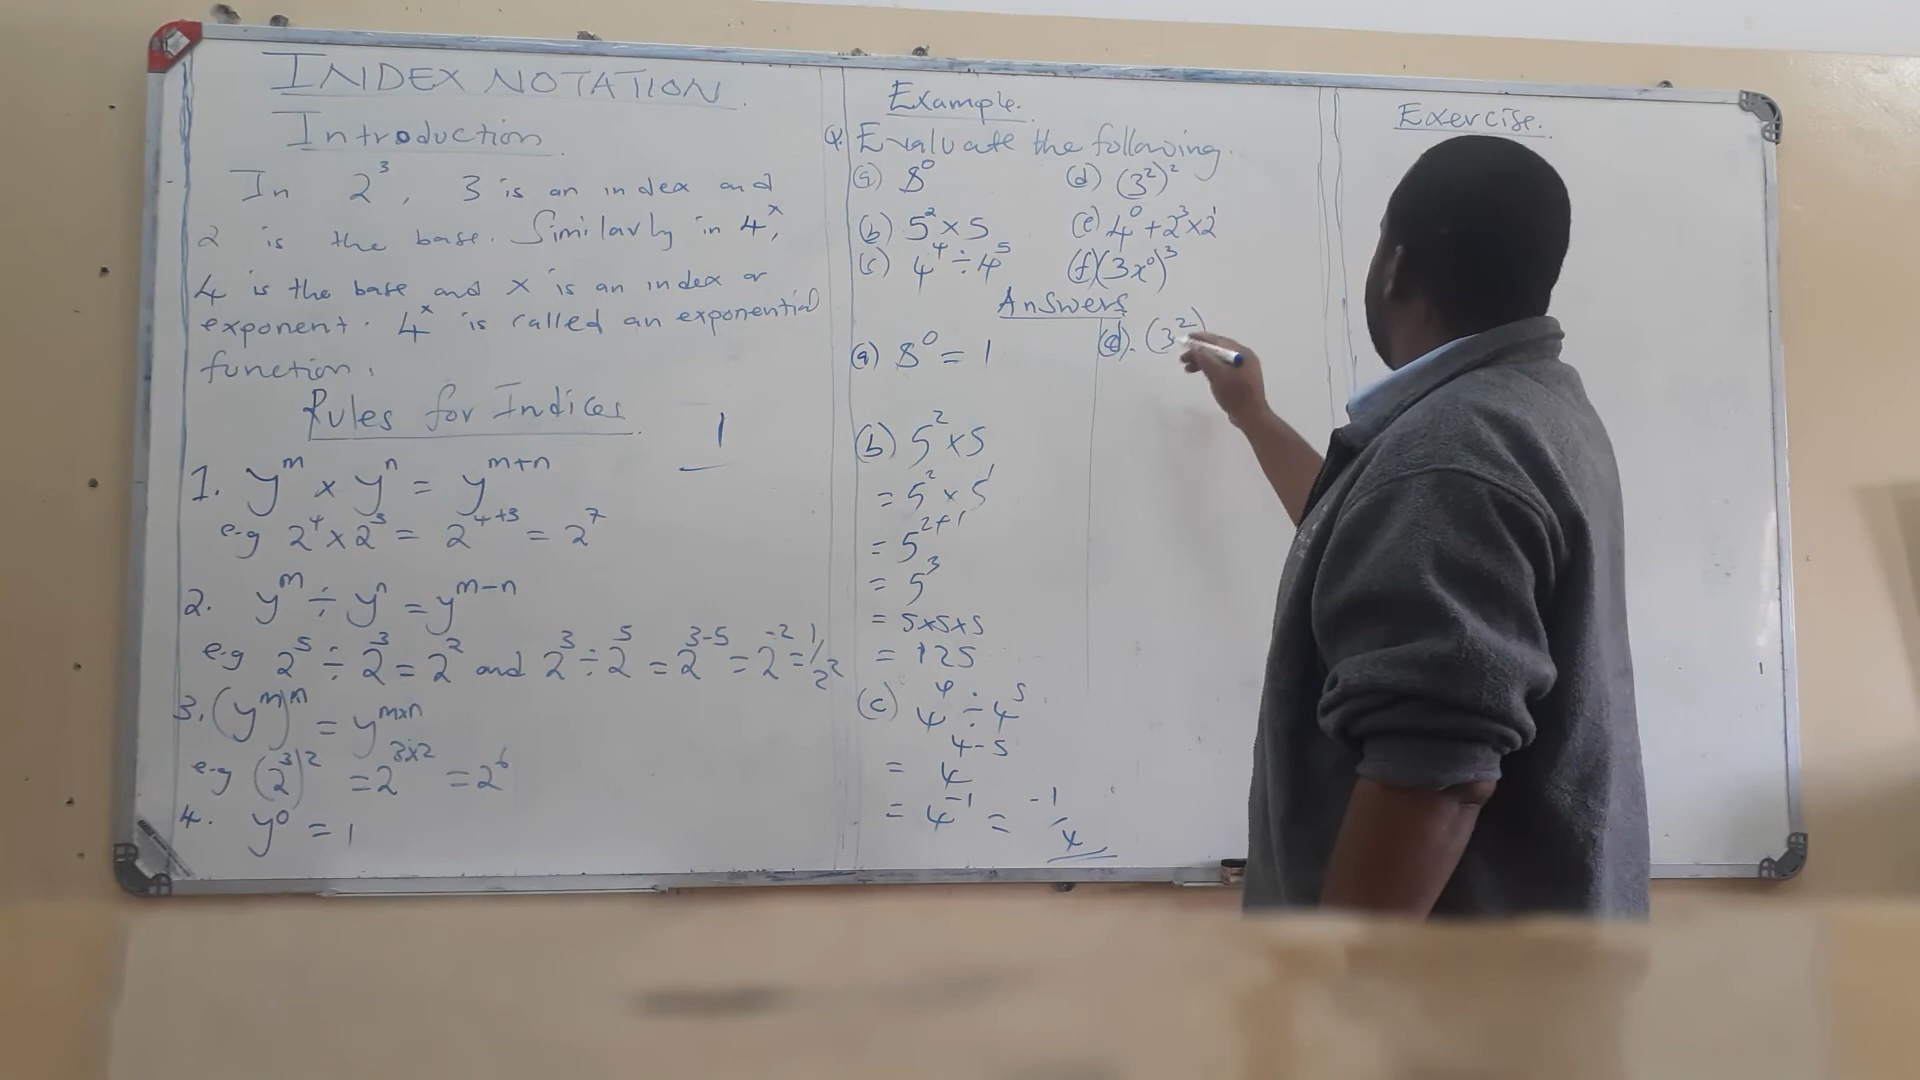 INDEX NOTATION
Introduction
In 2³, 3 is an index and
2 is the base. Similarly in 4ˣ,
4 is the base and x is an index or
exponent. 4ˣ is called an exponential
function.
Rules for Indices
1
1. yᵐ × yⁿ = yᵐ⁺ⁿ
e.g 2⁴ × 2³ = 2⁴⁺³ = 2⁷
2. yᵐ ÷ yⁿ = yᵐ⁻ⁿ
e.g 2⁵ ÷ 2³ = 2² and 2³ ÷ 2⁵ = 2³⁻⁵ = 2⁻² = 1/2²
3. (yᵐ)ⁿ = yᵐˣⁿ
e.g (2³)² = 2³ˣ² = 2⁶
4. y⁰ = 1
Example.
Q. Evaluate the following.
(a) 8⁰
(b) 5² × 5
(c) 4⁴ ÷ 4⁵
(d) (3²)²
(e) 4⁰ + 2³ × 2¹
(f) (3x⁰)³
Answers
(a) 8⁰ = 1
(b) 5² × 5
= 5² × 5¹
= 5²⁺¹
= 5³
= 5×5×5
= 125
(c) 4⁴ ÷ 4⁵
= 4⁴⁻⁵
= 4⁻¹ = -1/4
(d). (3²)
Exercise.